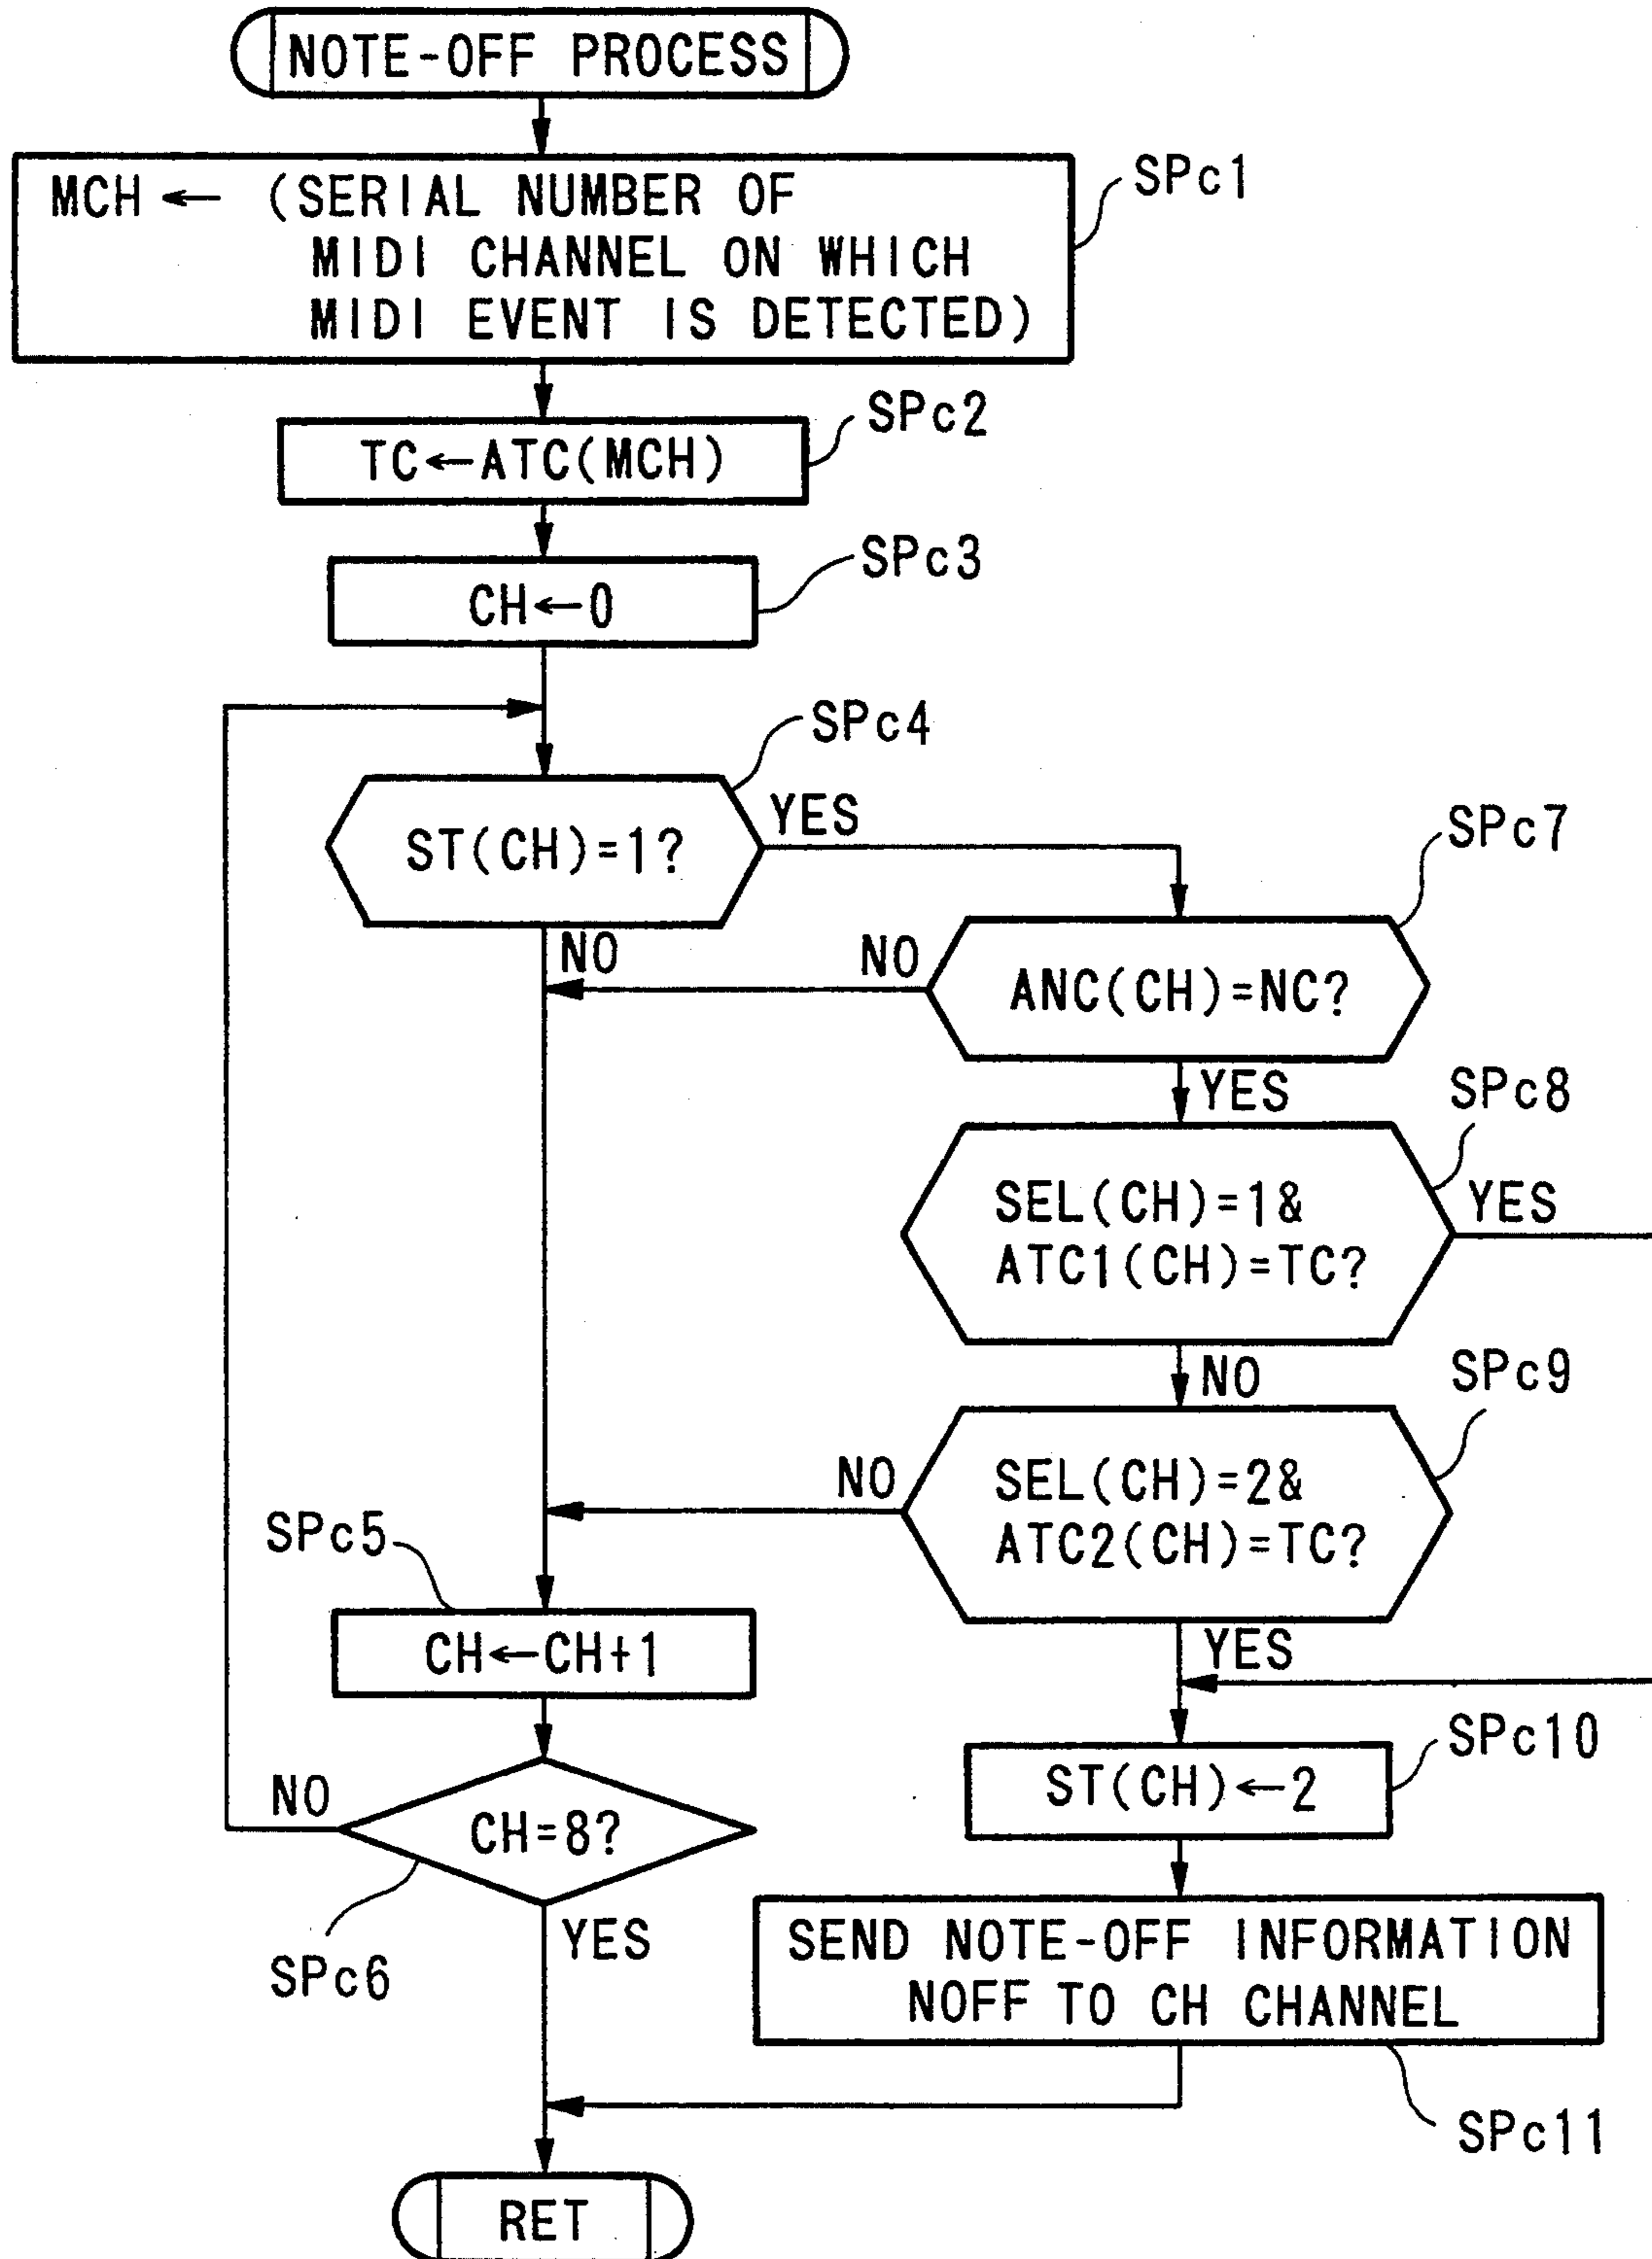 NOTE-OFF PROCESS
SPc1
MCH ← (SERIAL NUMBER OF
MIDI CHANNEL ON WHICH
MIDI EVENT IS DETECTED)
SPc2
TC←ATC(MCH)
SPc3
CH←0
SPc4
ST(CH)=1?
YES
NO
SPc7
ANC(CH)=NC?
NO
YES
SPc8
SEL(CH)=1&
ATC1(CH)=TC?
YES
NO
SPc9
SEL(CH)=2&
ATC2(CH)=TC?
NO
YES
SPc5
CH←CH+1
SPc10
ST(CH)←2
CH=8?
NO
YES
SPc6
SEND NOTE-OFF INFORMATION
NOFF TO CH CHANNEL
SPc11
RET